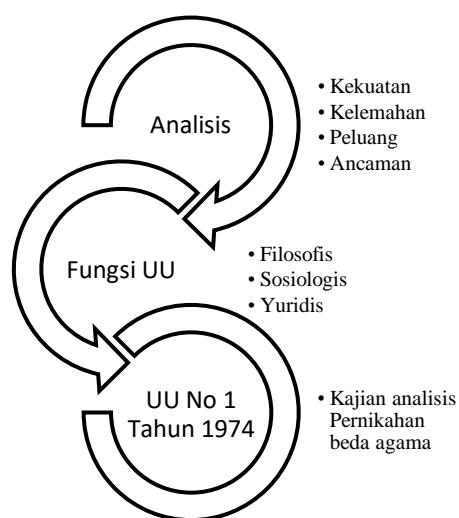 Analisis
• Kekuatan
• Kelemahan
• Peluang
• Ancaman
Fungsi UU
• Filosofis
• Sosiologis
• Yuridis
UU No 1
Tahun 1974
• Kajian analisis
Pernikahan
beda agama